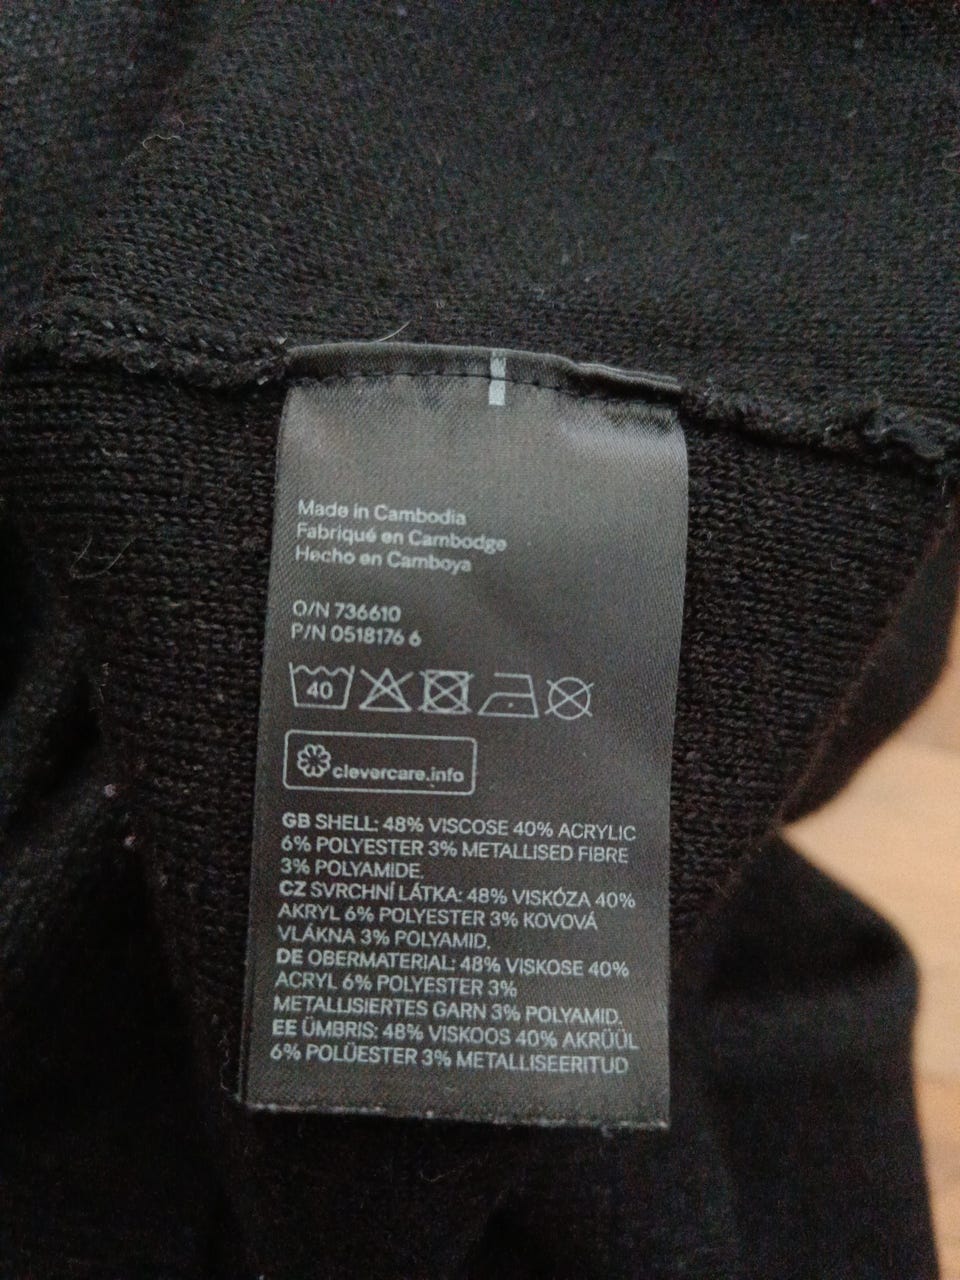 Made in Cambodia
Fabriqué en Cambodge
Hecho en Camboya
O/N 736610
P/N 0518176 6
40
clevercare.info
GB SHELL: 48% VISCOSE 40% ACRYLIC
6% POLYESTER 3% METALLISED FIBRE
3% POLYAMIDE.
CZ SVRCHNÍ LÁTKA: 48% VISKÓZA 40%
AKRYL 6% POLYESTER 3% KOVOVÁ
VLÁKNA 3% POLYAMID.
DE OBERMATERIAL: 48% VISKOSE 40%
ACRYL 6% POLYESTER 3%
METALLISIERTES GARN 3% POLYAMID.
EE ÜMBRIS: 48% VISKOOS 40% AKRÜÜL
6% POLÜESTER 3% METALLISEERITUD